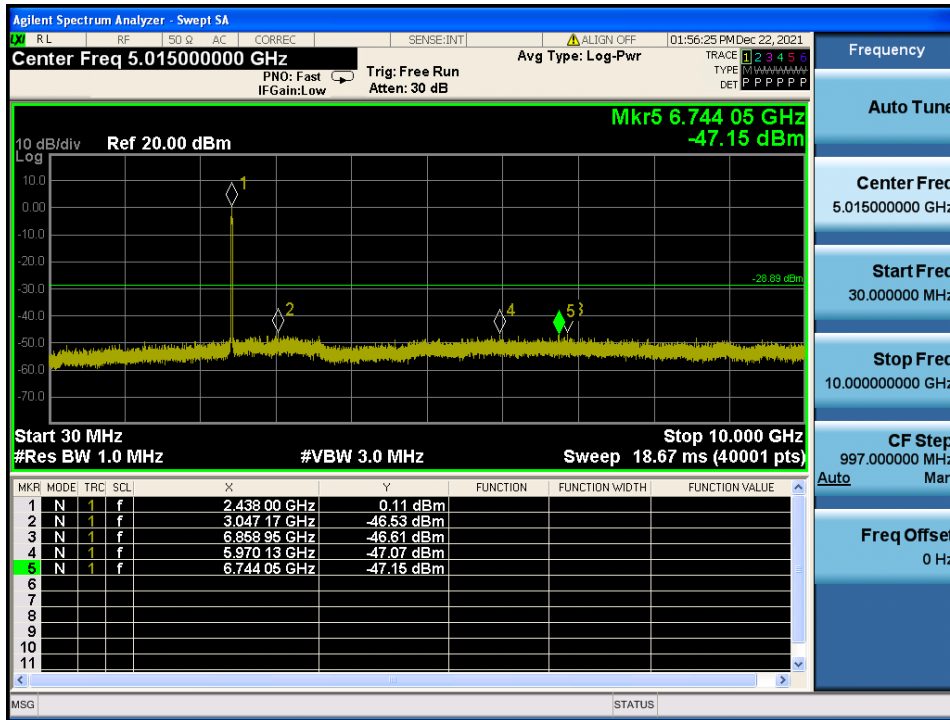 Agilent Spectrum Analyzer - Swept SA
LXI RL RF 50 Ω AC CORREC SENSE:INT ALIGN OFF 01:56:25 PM Dec 22, 2021
Center Freq 5.015000000 GHz
PNO: Fast
IFGain:Low
Trig: Free Run
Atten: 30 dB
Avg Type: Log-Pwr
TRACE 1 2 3 4 5 6
TYPE M W W W W W
DET P P P P P P
Mkr5 6.744 05 GHz
-47.15 dBm
10 dB/div Ref 20.00 dBm
Log
10.0
0.00
-10.0
-20.0
-30.0
-40.0
-50.0
-60.0
-70.0
1
2
4
5
3
-28.89 dBm
Start 30 MHz Stop 10.000 GHz
#Res BW 1.0 MHz #VBW 3.0 MHz Sweep 18.67 ms (40001 pts)
MKR MODE TRC SCL X Y FUNCTION FUNCTION WIDTH FUNCTION VALUE
1 N 1 f 2.438 00 GHz 0.11 dBm
2 N 1 f 3.047 17 GHz -46.53 dBm
3 N 1 f 6.858 95 GHz -46.61 dBm
4 N 1 f 5.970 13 GHz -47.07 dBm
5 N 1 f 6.744 05 GHz -47.15 dBm
6
7
8
9
10
11
MSG STATUS
Frequency
Auto Tune
Center Freq
5.015000000 GHz
Start Freq
30.000000 MHz
Stop Freq
10.000000000 GHz
CF Step
997.000000 MHz
Auto Man
Freq Offset
0 Hz